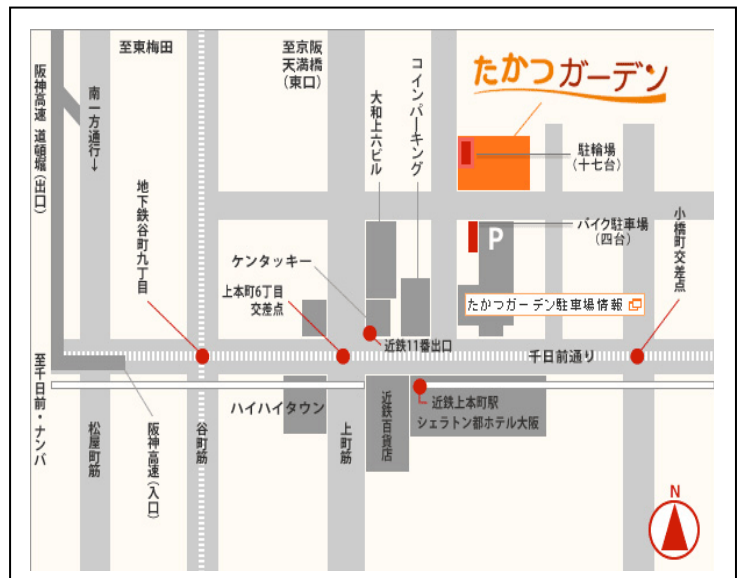 至東梅田
至京阪
天満橋
(東口)
コインパーキング
たかつガーデン
阪神高速 道頓堀(出口)
南一方通行↓
大和上六ビル
駐輪場
(十七台)
地下鉄谷町九丁目
バイク駐車場
(四台)
小橋町交差点
P
ケンタッキー
上本町6丁目
交差点
たかつガーデン駐車場情報
近鉄11番出口
千日前通り
至千日前・ナンバ
松屋町筋
阪神高速(入口)
谷町筋
ハイハイタウン
上町筋
近鉄百貨店
近鉄上本町駅
シェラトン都ホテル大阪
N